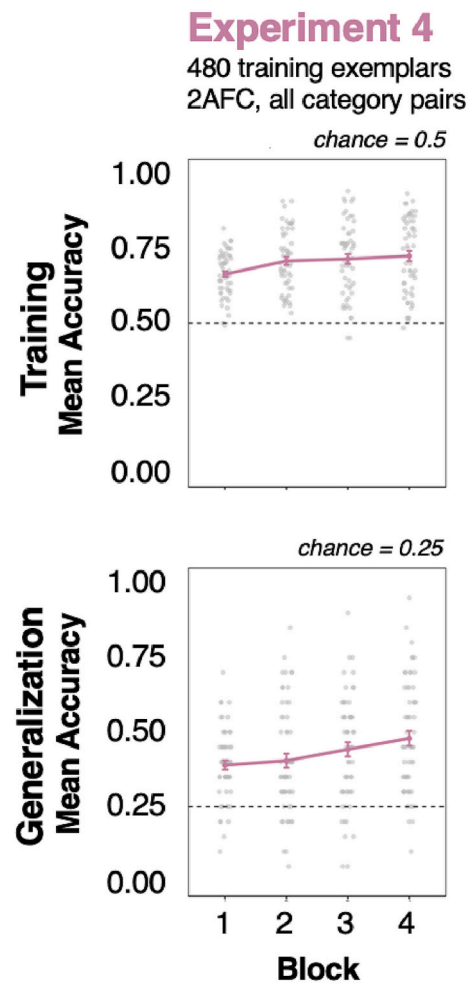 Experiment 4
480 training exemplars
2AFC, all category pairs
chance = 0.5
Training
Mean Accuracy
1.00
0.75
0.50
0.25
0.00
chance = 0.25
Generalization
Mean Accuracy
1.00
0.75
0.50
0.25
0.00
1 2 3 4
Block